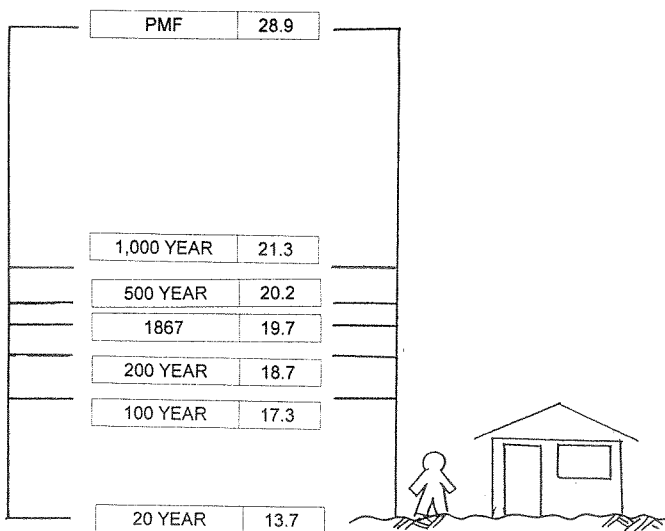 PMF 28.9
1,000 YEAR 21.3
500 YEAR 20.2
1867 19.7
200 YEAR 18.7
100 YEAR 17.3
20 YEAR 13.7